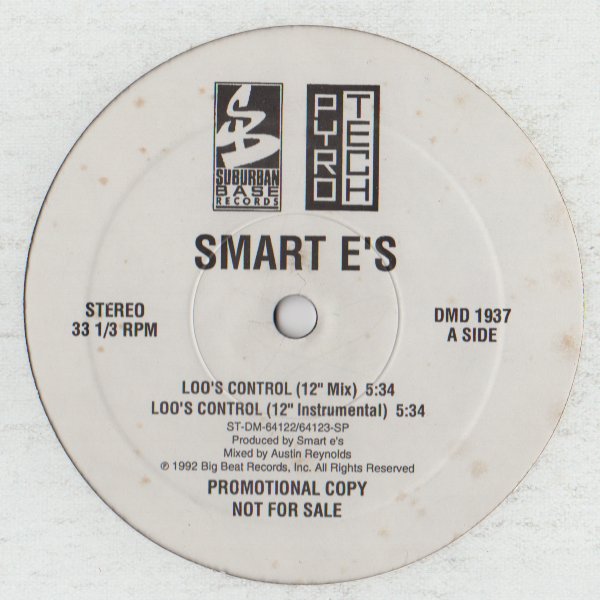 SB
SUBURBAN
BASE
RECORDS
PYRO
TECH
SMART E'S
STEREO
33 1/3 RPM
DMD 1937
A SIDE
LOO'S CONTROL (12" Mix) 5:34
LOO'S CONTROL (12" Instrumental) 5:34
ST-DM-64122/64123-SP
Produced by Smart e's
Mixed by Austin Reynolds
℗ 1992 Big Beat Records, Inc. All Rights Reserved
PROMOTIONAL COPY
NOT FOR SALE